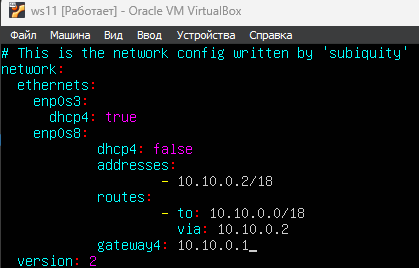 ws11 [Работает] - Oracle VM VirtualBox
Файл Машина Вид Ввод Устройства Справка
# This is the network config written by 'subiquity'
network:
  ethernets:
    enp0s3:
      dhcp4: true
    enp0s8:
            dhcp4: false
            addresses:
                    - 10.10.0.2/18
            routes:
                    - to: 10.10.0.0/18
                      via: 10.10.0.2
            gateway4: 10.10.0.1_
  version: 2